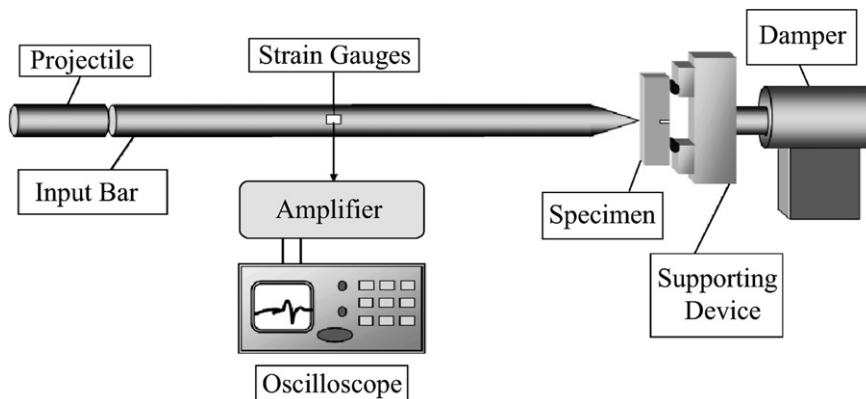 Projectile
Strain Gauges
Damper
Input Bar
Amplifier
Specimen
Supporting
Device
Oscilloscope